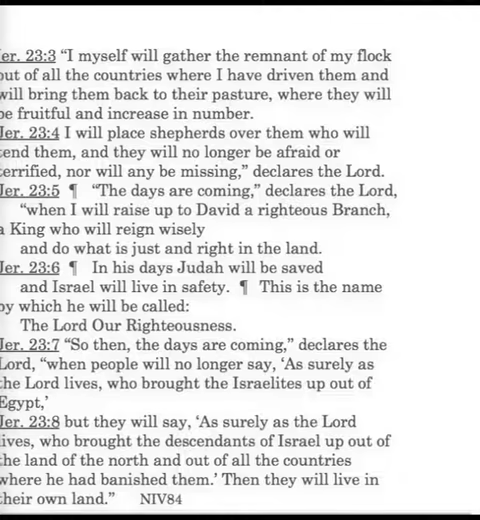 Jer. 23:3 “I myself will gather the remnant of my flock
out of all the countries where I have driven them and
will bring them back to their pasture, where they will
be fruitful and increase in number.
Jer. 23:4 I will place shepherds over them who will
tend them, and they will no longer be afraid or
terrified, nor will any be missing,” declares the Lord.
Jer. 23:5 ¶ “The days are coming,” declares the Lord,
“when I will raise up to David a righteous Branch,
a King who will reign wisely
and do what is just and right in the land.
Jer. 23:6 ¶ In his days Judah will be saved
and Israel will live in safety. ¶ This is the name
by which he will be called:
The Lord Our Righteousness.
Jer. 23:7 “So then, the days are coming,” declares the
Lord, “when people will no longer say, ‘As surely as
the Lord lives, who brought the Israelites up out of
Egypt,’
Jer. 23:8 but they will say, ‘As surely as the Lord
lives, who brought the descendants of Israel up out of
the land of the north and out of all the countries
where he had banished them.’ Then they will live in
their own land.” NIV84